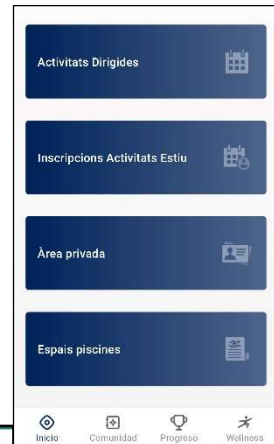 Activitats Dirigides
Inscripcions Activitats Estiu
Àrea privada
Espais piscines
Inicio Comunidad Progreso Wellness